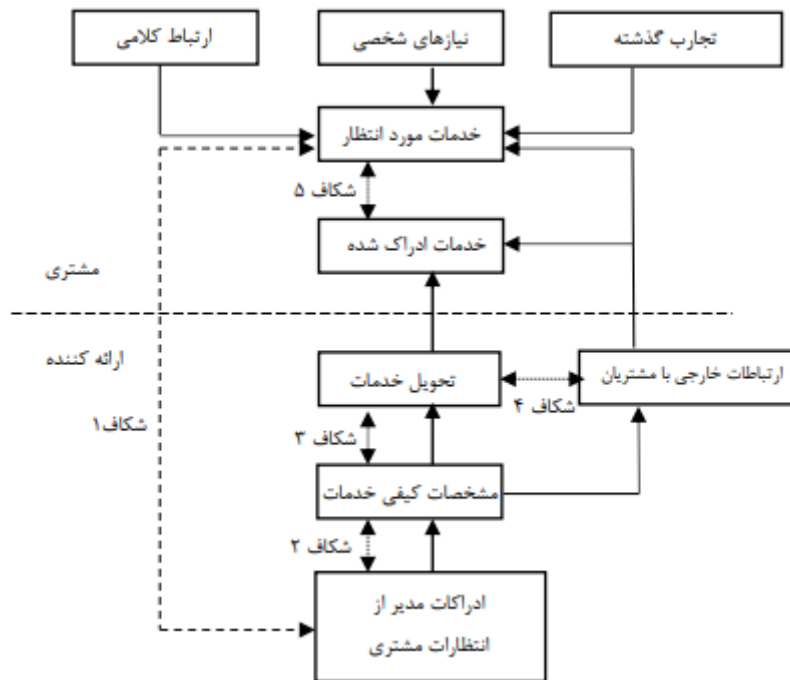 تجارب گذشته
نیازهای شخصی
ارتباط کلامی
خدمات مورد انتظار
شکاف ۵
خدمات ادراک شده
مشتری
ارائه کننده
تحویل خدمات
ارتباطات خارجی با مشتریان
شکاف ۴
شکاف۱
شکاف ۳
مشخصات کیفی خدمات
شکاف ۲
ادراکات مدیر از
انتظارات مشتری